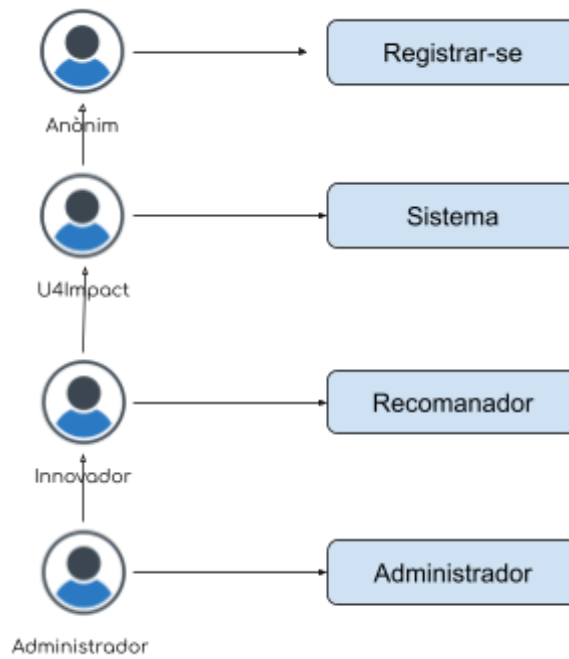 Registrar-se
Anònim
Sistema
U4Impact
Recomanador
Innovador
Administrador
Administrador